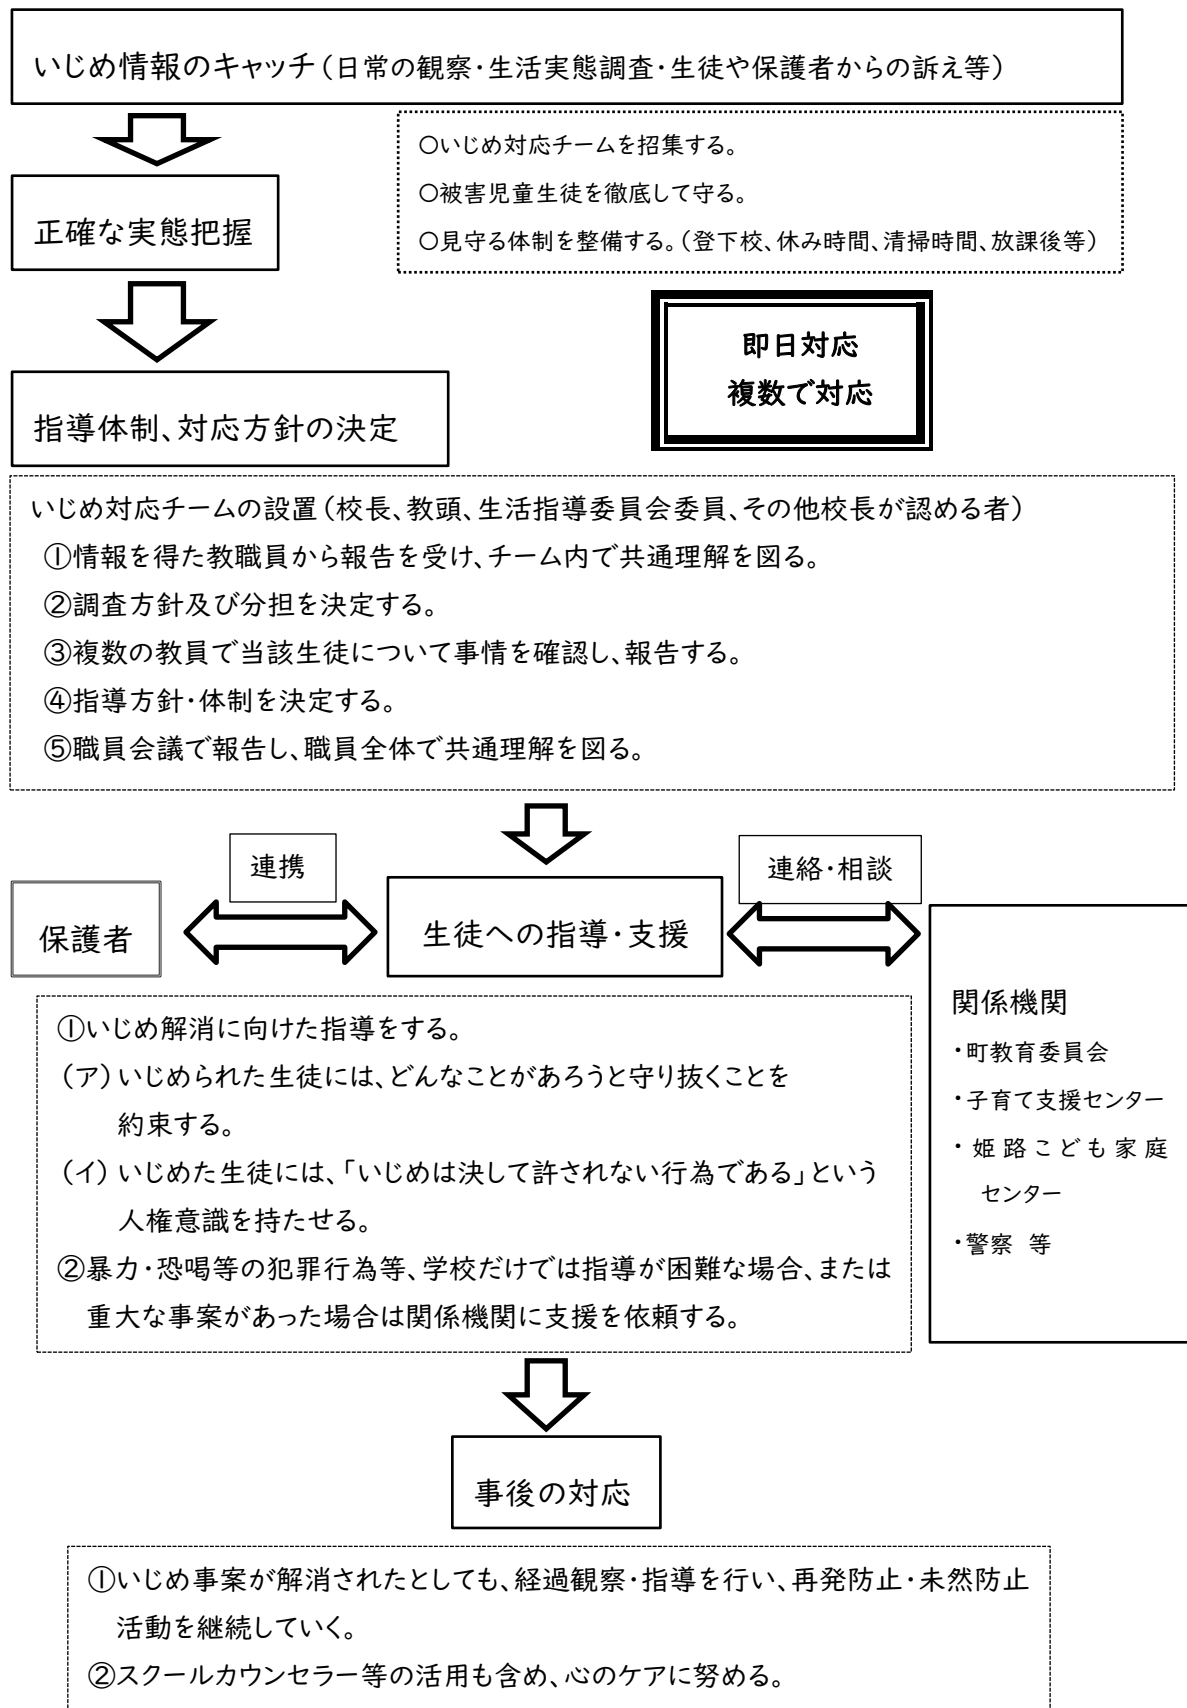 いじめ情報のキャッチ（日常の観察・生活実態調査・生徒や保護者からの訴え等）
○いじめ対応チームを招集する。
○被害児童生徒を徹底して守る。
○見守る体制を整備する。（登下校、休み時間、清掃時間、放課後等）
正確な実態把握
即日対応
複数で対応
指導体制、対応方針の決定
いじめ対応チームの設置（校長、教頭、生活指導委員会委員、その他校長が認める者）
①情報を得た教職員から報告を受け、チーム内で共通理解を図る。
②調査方針及び分担を決定する。
③複数の教員で当該生徒について事情を確認し、報告する。
④指導方針・体制を決定する。
⑤職員会議で報告し、職員全体で共通理解を図る。
連携
連絡・相談
保護者
生徒への指導・支援
関係機関
・町教育委員会
・子育て支援センター
・姫路こども家庭
センター
・警察 等
①いじめ解消に向けた指導をする。
（ア）いじめられた生徒には、どんなことがあろうと守り抜くことを
約束する。
（イ）いじめた生徒には、「いじめは決して許されない行為である」という
人権意識を持たせる。
②暴力・恐喝等の犯罪行為等、学校だけでは指導が困難な場合、または
重大な事案があった場合は関係機関に支援を依頼する。
事後の対応
①いじめ事案が解消されたとしても、経過観察・指導を行い、再発防止・未然防止
活動を継続していく。
②スクールカウンセラー等の活用も含め、心のケアに努める。